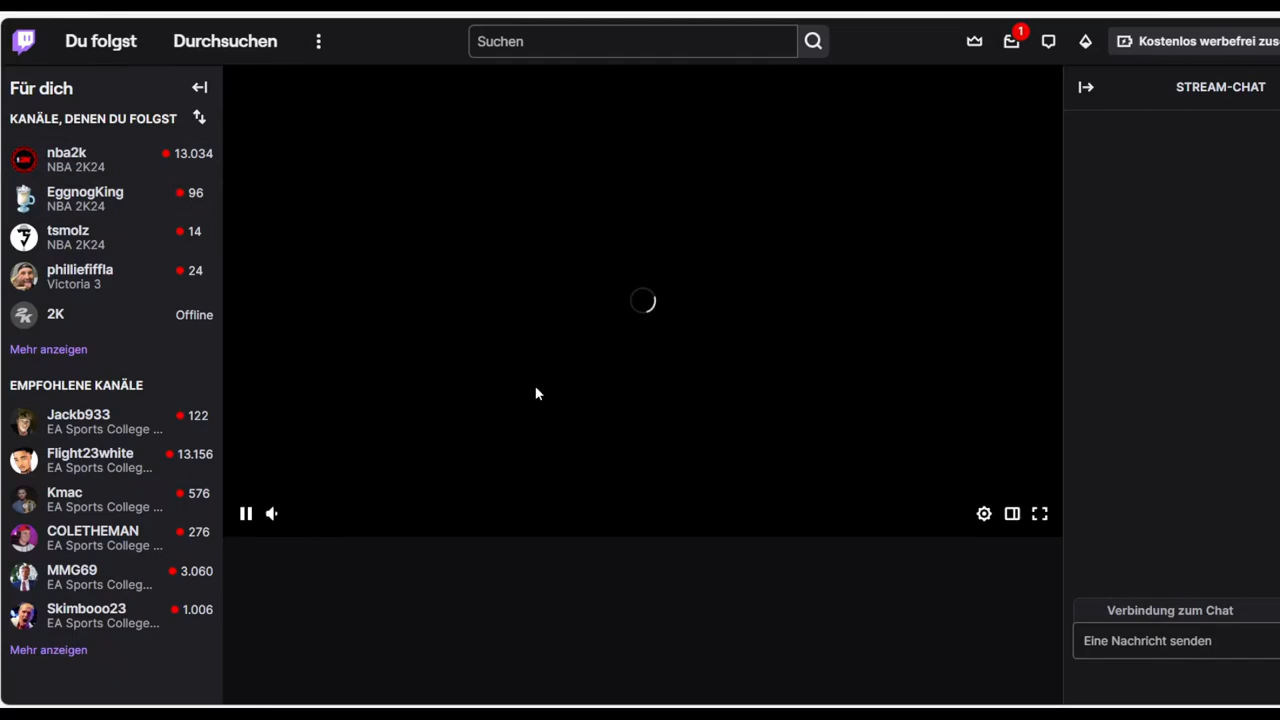 Du folgst
Durchsuchen
Suchen
1
Kostenlos werbefrei zus
Für dich
KANÄLE, DENEN DU FOLGST
nba2k 13.034
NBA 2K24
EggnogKing 96
NBA 2K24
tsmolz 14
NBA 2K24
philliefiffla 24
Victoria 3
2K Offline
Mehr anzeigen
EMPFOHLENE KANÄLE
Jackb933 122
EA Sports College ...
Flight23white 13.156
EA Sports Colleg...
Kmac 576
EA Sports College ...
COLETHEMAN 276
EA Sports College ...
MMG69 3.060
EA Sports Colleg...
Skimbooo23 1.006
EA Sports College...
Mehr anzeigen
STREAM-CHAT
Verbindung zum Chat
Eine Nachricht senden